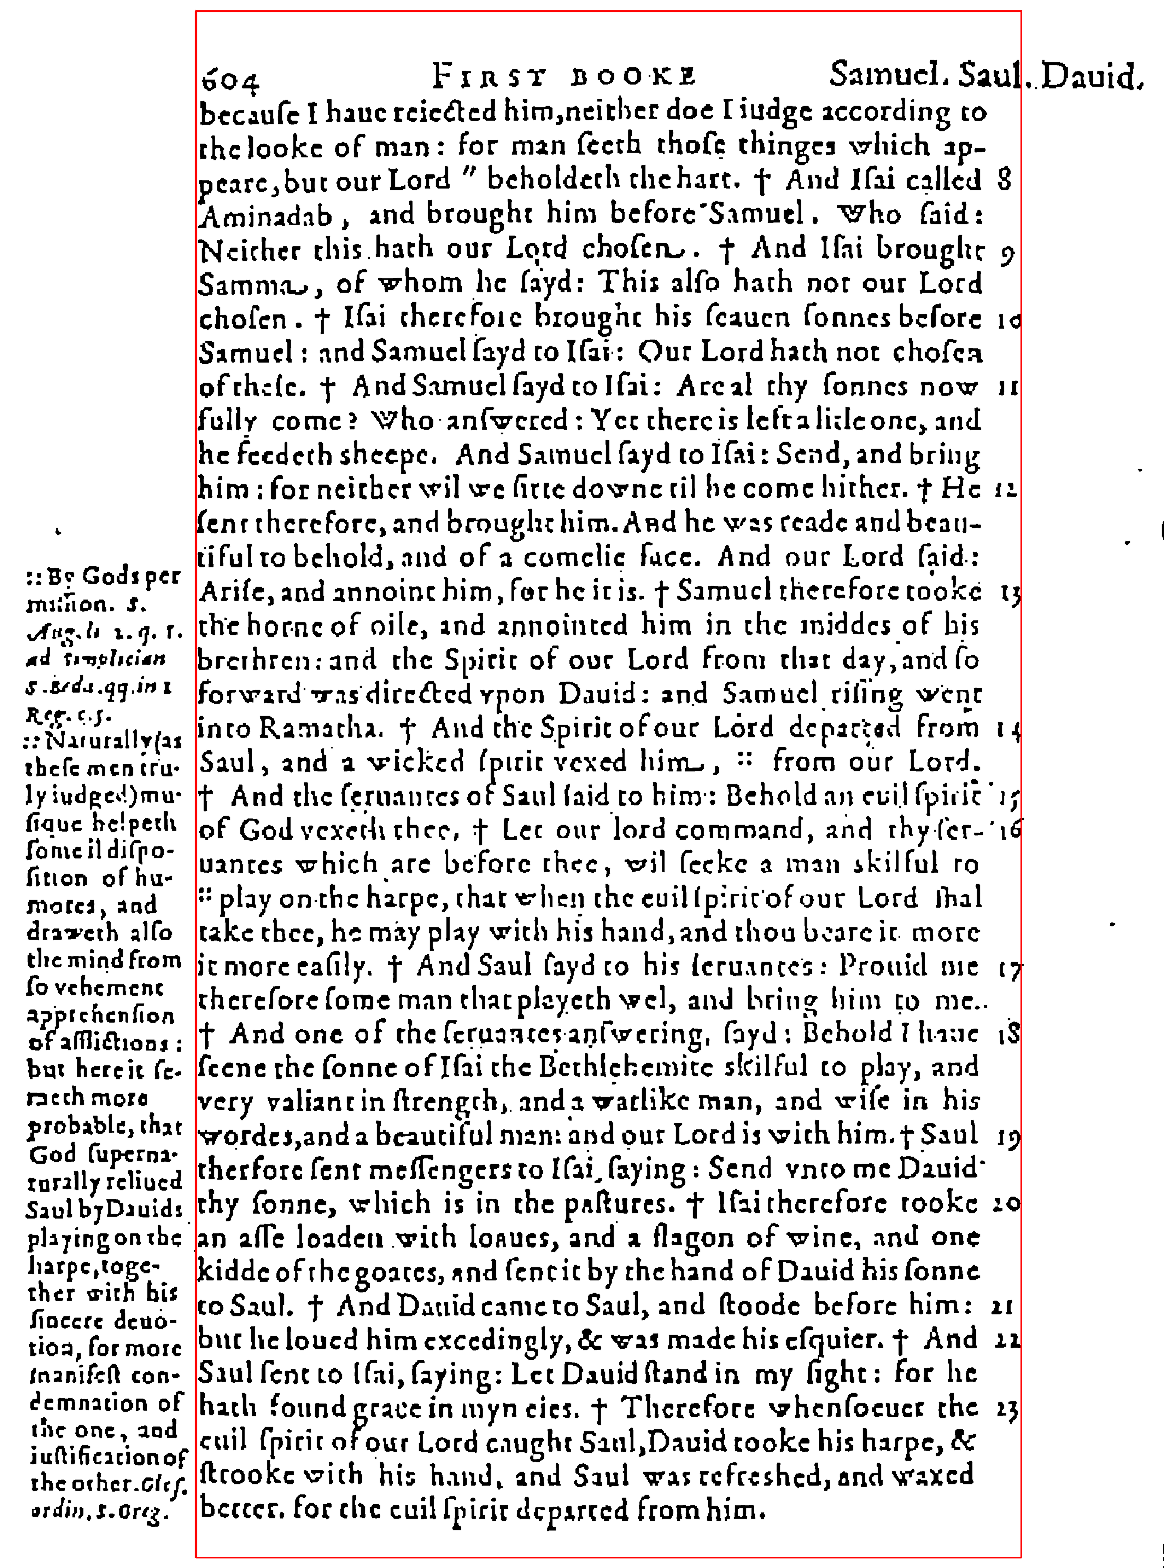 604 FIRST BOOKE Samuel. Saul. Dauid.
becauſe I haue reiected him, neither doe I iudge according to
the looke of man: for man ſeeth thoſe thinges which ap-
peare, but our Lord " beholdeth the hart. † And Iſai called 8
Aminadab, and brought him before Samuel. Who ſaid:
Neither this hath our Lord choſen. † And Iſai brought 9
Samma, of whom he ſayd: This alſo hath not our Lord
choſen. † Iſai therefore brought his ſeauen ſonnes before 10
Samuel: and Samuel ſayd to Iſai: Our Lord hath not choſen
of theſe. † And Samuel ſayd to Iſai: Are al thy ſonnes now 11
fully come? Who anſwered: Yet there is left a litle one, and
he feedeth sheepe. And Samuel ſayd to Iſai: Send, and bring
him: for neither wil we ſitte downe til he come hither. † He 12
ſent therefore, and brought him. And he was reade and beau-
tiful to behold, and of a comelie face. And our Lord ſaid:
Ariſe, and annoint him, for he it is. † Samuel therefore tooke 13
the horne of oile, and annointed him in the middes of his
brethren: and the Spirit of our Lord from that day, and ſo
forward was directed vpon Dauid: and Samuel riſing went
into Ramatha. † And the Spirit of our Lord departed from 14
Saul, and a wicked ſpirit vexed him, :: from our Lord.
† And the ſeruantes of Saul ſaid to him: Behold an euil ſpirit 15
of God vexeth thee, † Let our lord command, and thy ſer- 16
uantes which are before thee, wil ſeeke a man skilful to
:: play on the harpe, that when the euil ſpirit of our Lord ſhal
take thee, he may play with his hand, and thou beare it more
it more eaſily. † And Saul ſayd to his ſeruantes: Prouid me 17
therefore ſome man that playeth wel, and bring him to me.
† And one of the ſeruantes anſwering, ſayd: Behold I haue 18
ſeene the ſonne of Iſai the Bethlehemite skilful to play, and
very valiant in ſtrength, and a warlike man, and wiſe in his
wordes, and a beautiful man: and our Lord is with him. † Saul 19
therfore ſent meſſengers to Iſai, ſaying: Send vnto me Dauid
thy ſonne, which is in the paſtures. † Iſai therefore tooke 20
an aſſe loaden with loaues, and a flagon of wine, and one
kidde of the goates, and ſent it by the hand of Dauid his ſonne
to Saul. † And Dauid came to Saul, and ſtoode before him: 21
but he loued him excedingly, & was made his eſquier. † And 22
Saul ſent to Iſai, ſaying: Let Dauid ſtand in my ſight: for he
hath found grace in myn eies. † Therefore whenſoeuer the 23
euil ſpirit of our Lord caught Saul, Dauid tooke his harpe, &
ſtrooke with his hand, and Saul was refreshed, and waxed
better. for the euil ſpirit departed from him.
:: By Gods per
miſſion. S.
Aug. li 2. q. 1.
ad simplician
S. Beda. qq. in 1
Reg. c. 5.
:: Naturally (as
theſe men tru-
ly iudged) mu-
ſique helpeth
ſome il diſpo-
ſition of hu-
mores, and
draweth alſo
the mind from
ſo vehement
apprehenſion
of afflictions:
but here it ſe-
meth more
probable, that
God ſuperna-
turally reliued
Saul by Dauids
playing on the
harpe, toge-
ther with his
ſincere deuo-
tion, for more
manifeſt con-
demnation of
the one, and
iuſtification of
the other. Gloſ.
ordin. S. Greg.